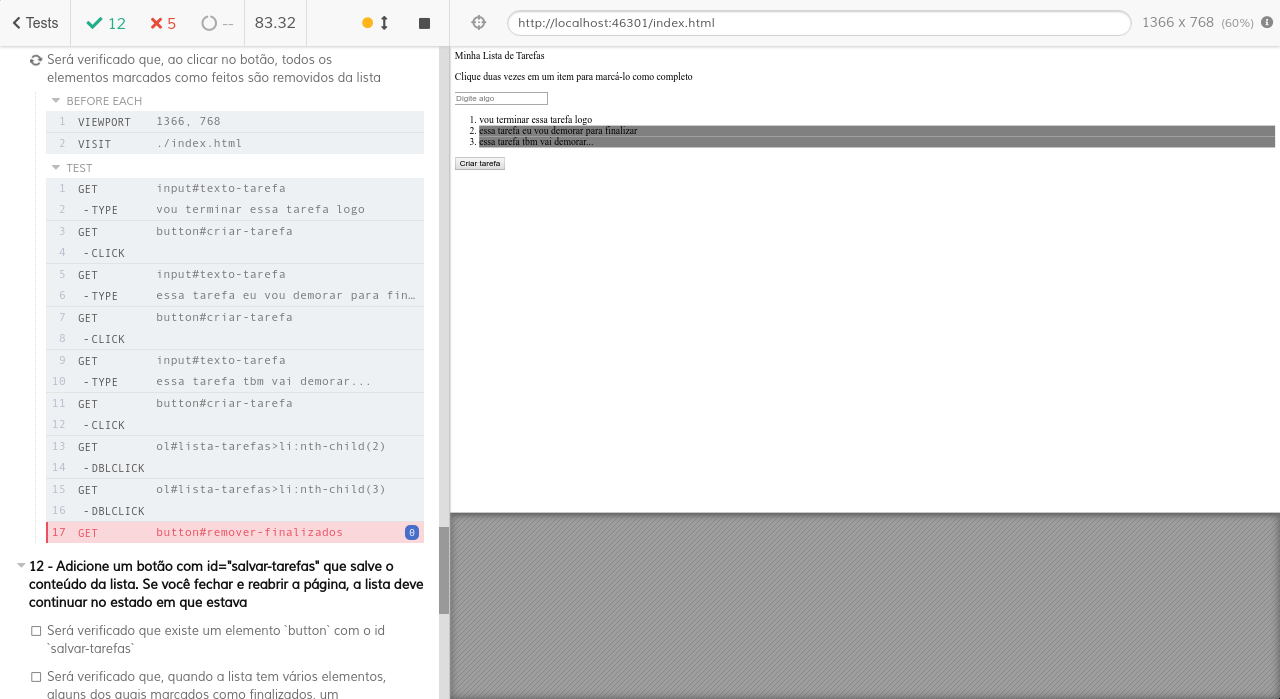 Tests 12 5 -- 83.32 http://localhost:46301/index.html 1366 x 768 (60%)
Será verificado que, ao clicar no botão, todos os
elementos marcados como feitos são removidos da lista
BEFORE EACH
1 VIEWPORT 1366, 768
2 VISIT ./index.html
TEST
1 GET input#texto-tarefa
2 -TYPE vou terminar essa tarefa logo
3 GET button#criar-tarefa
4 -CLICK
5 GET input#texto-tarefa
6 -TYPE essa tarefa eu vou demorar para fin…
7 GET button#criar-tarefa
8 -CLICK
9 GET input#texto-tarefa
10 -TYPE essa tarefa tbm vai demorar...
11 GET button#criar-tarefa
12 -CLICK
13 GET ol#lista-tarefas>li:nth-child(2)
14 -DBLCLICK
15 GET ol#lista-tarefas>li:nth-child(3)
16 -DBLCLICK
17 GET button#remover-finalizados 0
12 - Adicione um botão com id="salvar-tarefas" que salve o
conteúdo da lista. Se você fechar e reabrir a página, a lista deve
continuar no estado em que estava
Será verificado que existe um elemento `button` com o id
`salvar-tarefas`
Será verificado que, quando a lista tem vários elementos,
alguns dos quais marcados como finalizados, um
Minha Lista de Tarefas
Clique duas vezes em um item para marcá-lo como completo
Digite algo
1. vou terminar essa tarefa logo
2. essa tarefa eu vou demorar para finalizar
3. essa tarefa tbm vai demorar...
Criar tarefa